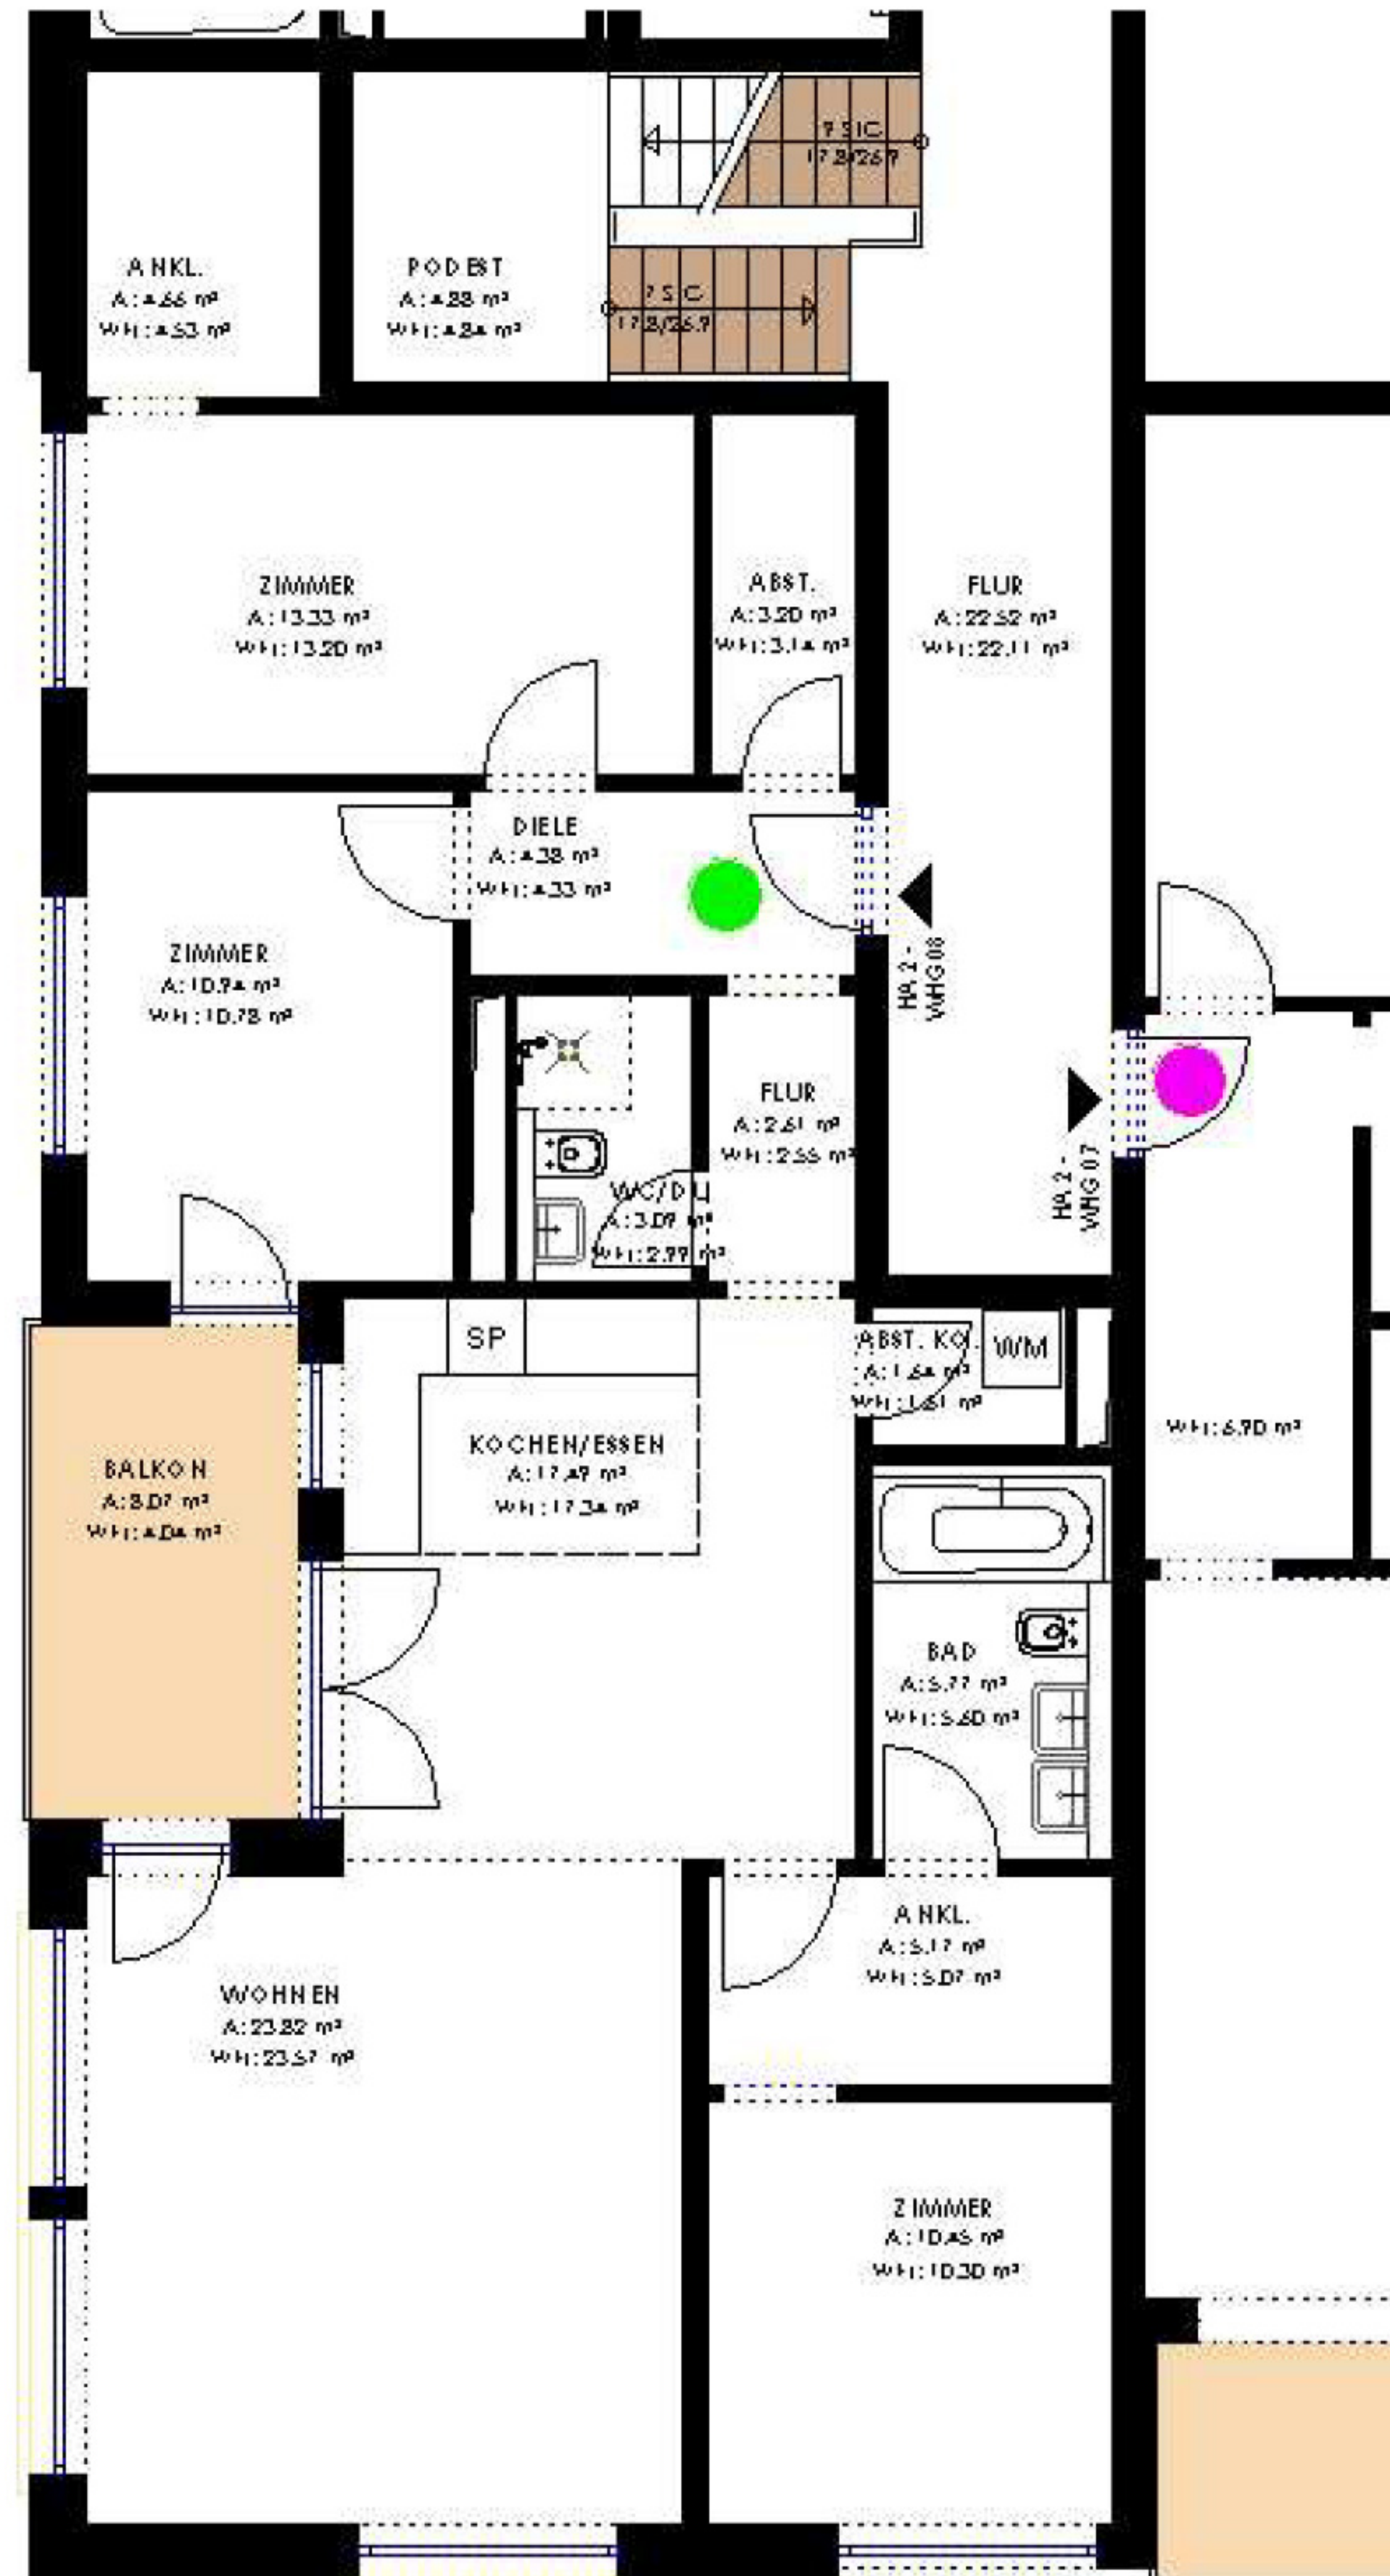 9 STG
17.8/26.9
ANKL.
A:4.66 m²
WFl:4.53 m²
PODEST
A:4.88 m²
WFl:4.84 m²
7 STG
17.8/26.9
ZIMMER
A:13.33 m²
WFl:13.20 m²
ABST.
A:3.20 m²
WFl:3.14 m²
FLUR
A:22.52 m²
WFl:22.11 m²
DIELE
A:4.38 m²
WFl:4.33 m²
HA 2 -
WHG 08
ZIMMER
A:10.94 m²
WFl:10.78 m²
FLUR
A:2.61 m²
WFl:2.55 m²
HA 2 -
WHG 07
WC/DU
A:3.09 m²
WFl:2.99 m²
SP
ABST. KO.
A:1.64 m²
WFl:1.61 m²
WM
WFl:6.90 m²
KOCHEN/ESSEN
A:17.49 m²
WFl:17.34 m²
BALKON
A:8.07 m²
WFl:4.04 m²
BAD
A:5.77 m²
WFl:5.60 m²
ANKL.
A:5.17 m²
WFl:5.07 m²
WOHNEN
A:23.82 m²
WFl:23.67 m²
ZIMMER
A:10.45 m²
WFl:10.30 m²